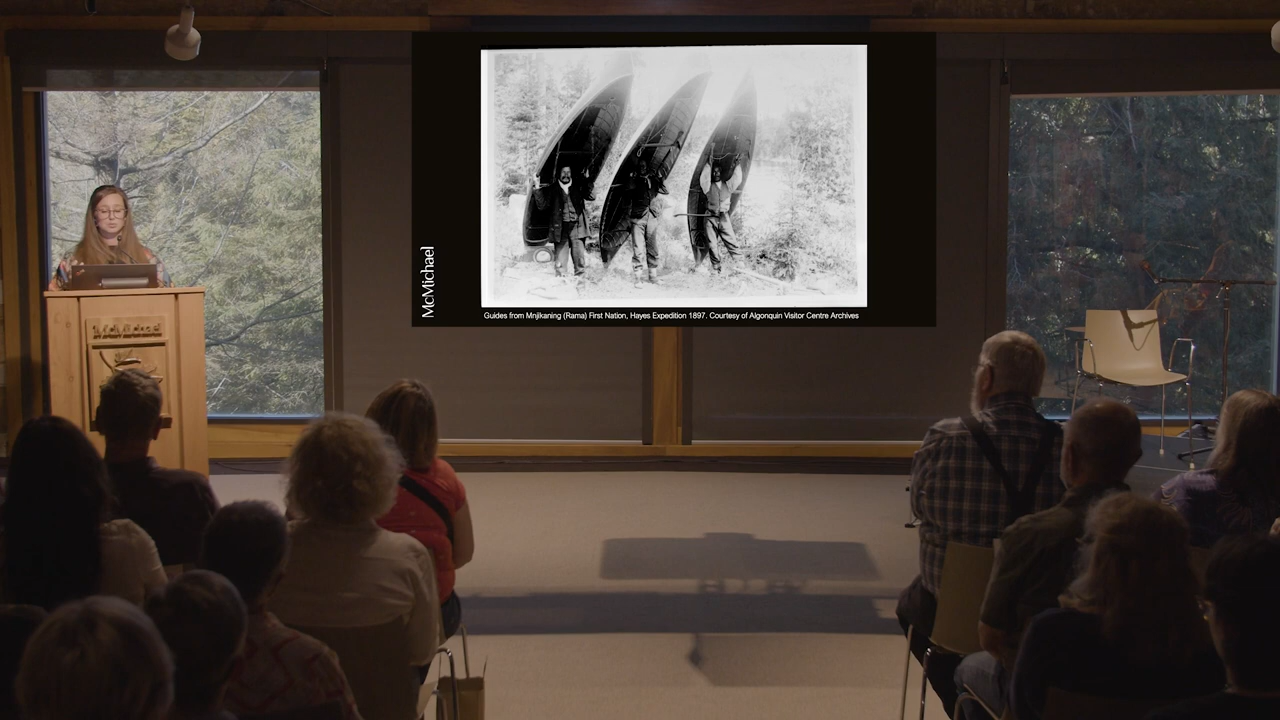 McMichael
Guides from Mnjikaning (Rama) First Nation, Hayes Expedition 1897. Courtesy of Algonquin Visitor Centre Archives